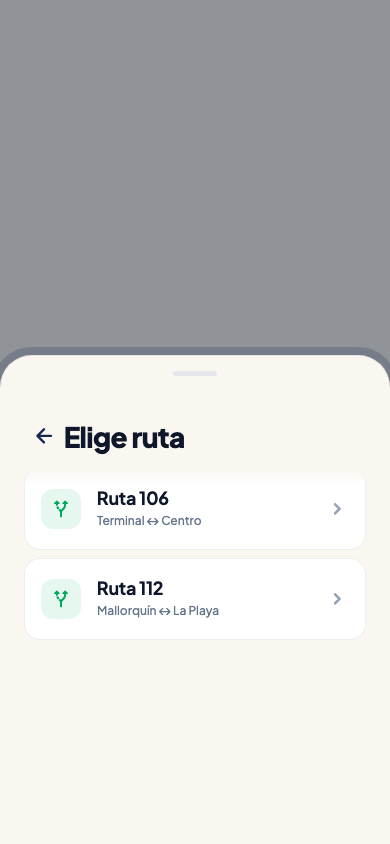 Elige ruta
Ruta 106
Terminal ↔ Centro
Ruta 112
Mallorquín ↔ La Playa